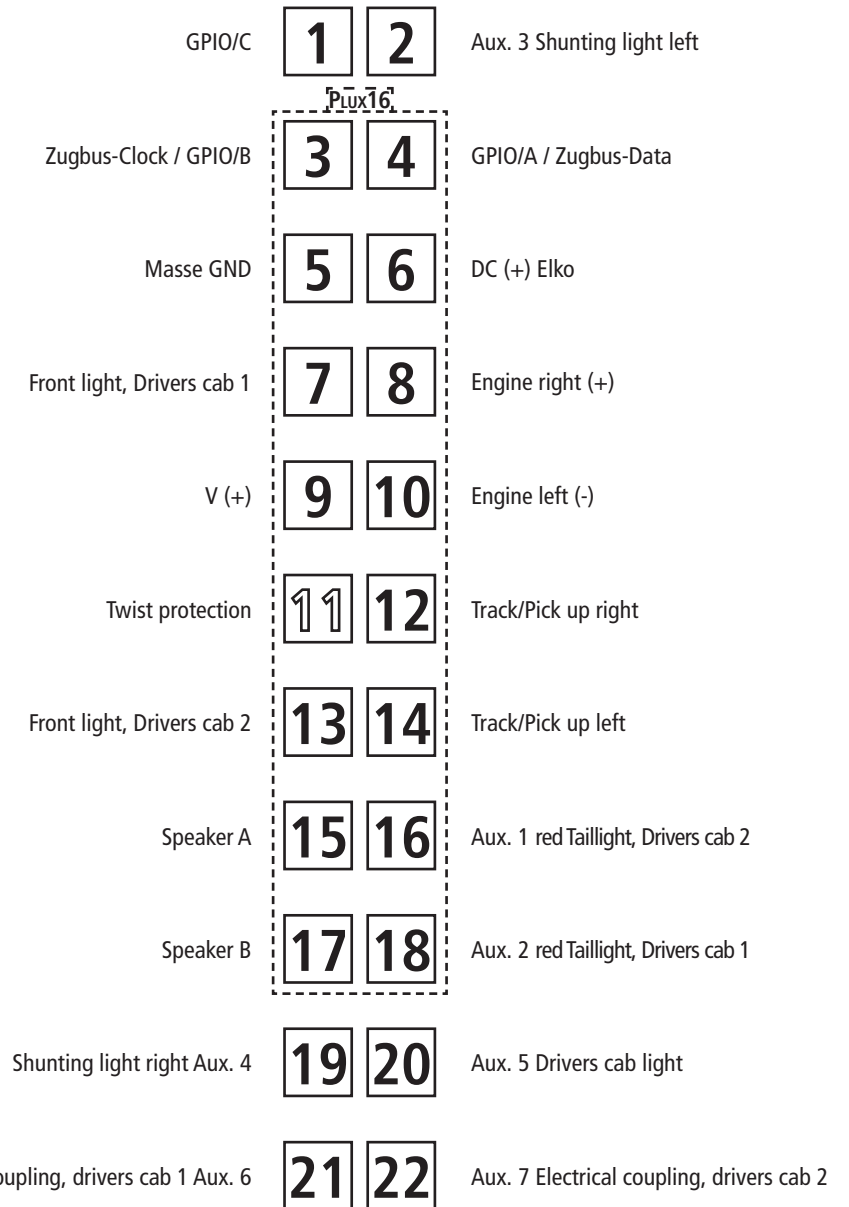 GPIO/C 1 2 Aux. 3 Shunting light left
PLUX16
Zugbus-Clock / GPIO/B 3 4 GPIO/A / Zugbus-Data
Masse GND 5 6 DC (+) Elko
Front light, Drivers cab 1 7 8 Engine right (+)
V (+) 9 10 Engine left (-)
Twist protection 11 12 Track/Pick up right
Front light, Drivers cab 2 13 14 Track/Pick up left
Speaker A 15 16 Aux. 1 red Taillight, Drivers cab 2
Speaker B 17 18 Aux. 2 red Taillight, Drivers cab 1
Shunting light right Aux. 4 19 20 Aux. 5 Drivers cab light
oupling, drivers cab 1 Aux. 6 21 22 Aux. 7 Electrical coupling, drivers cab 2